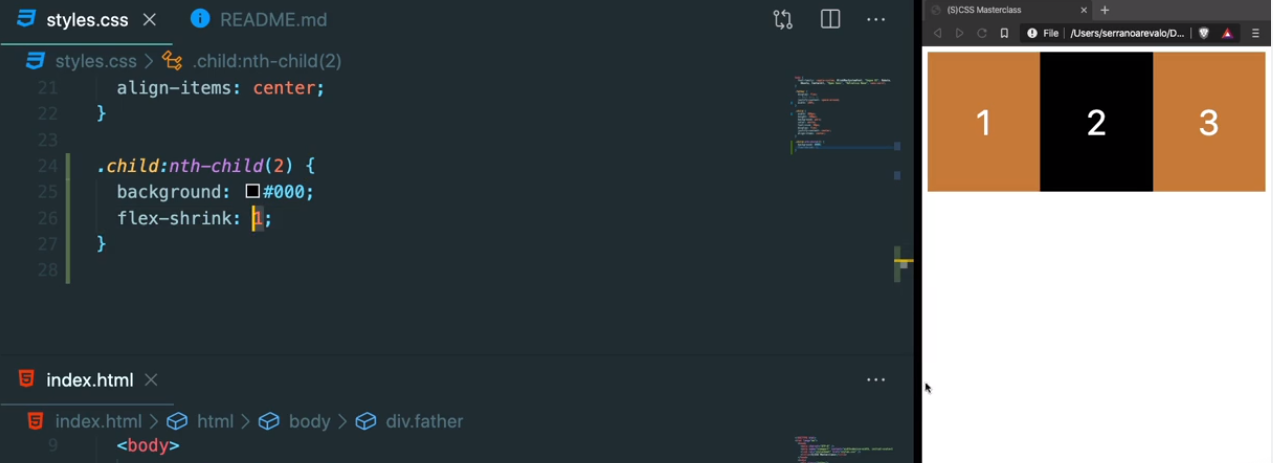 styles.css
README.md
styles.css > .child:nth-child(2)
21 align-items: center;
22 }
23
24 .child:nth-child(2) {
25 background: #000;
26 flex-shrink: 1;
27 }
28
index.html
index.html > html > body > div.father
9 <body>
(S)CSS Masterclass
File | /Users/serranoarevalo/D...
1 2 3